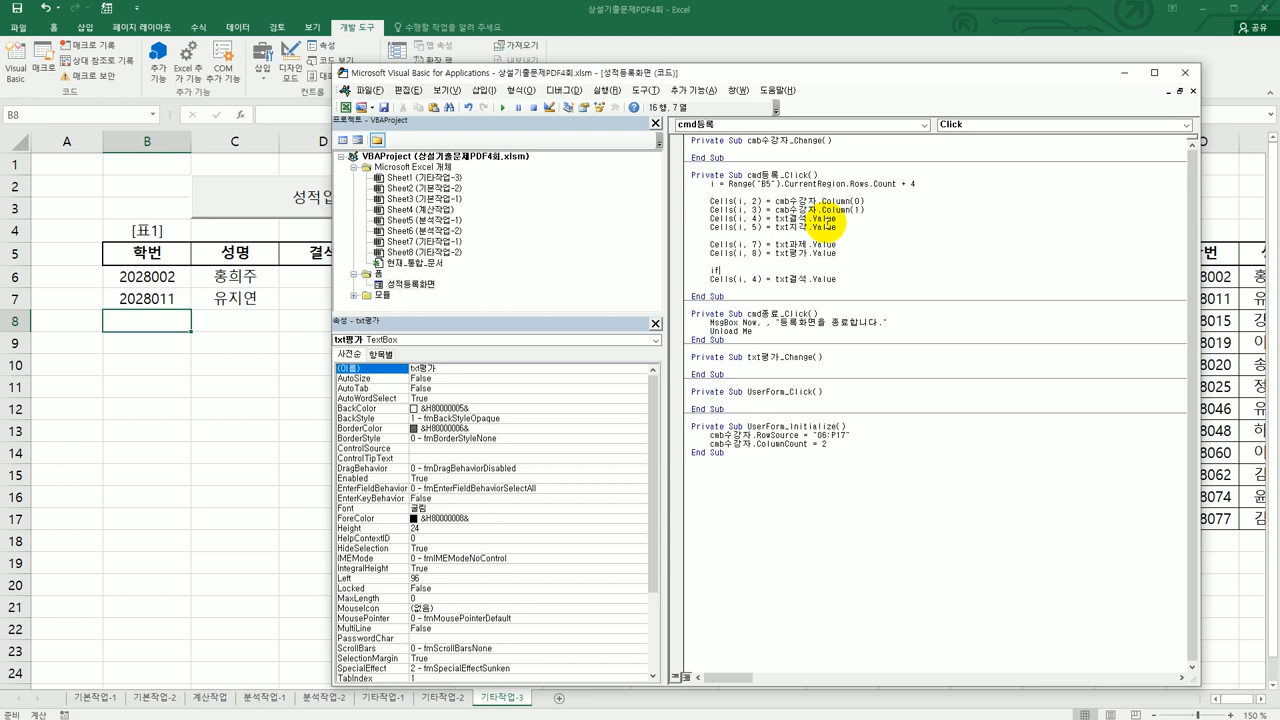 상설기출문제PDF4회.xlsm - Excel
파일 홈 삽입 페이지 레이아웃 수식 데이터 검토 보기 개발 도구 수행할 작업을 알려 주세요.
공유
Visual Basic
매크로
매크로 기록
상대 참조로 기록
매크로 보안
코드
추가 기능
Excel 추가 기능
COM 추가 기능
추가 기능
삽입
디자인 모드
속성
컨트롤
맵 속성
가져오기
B8
Microsoft Visual Basic for Applications - 상설기출문제PDF4회.xlsm - [성적등록화면 (코드)]
파일(F) 편집(E) 보기(V) 삽입(I) 형식(O) 디버그(D) 실행(R) 도구(T) 추가 기능(A) 창(W) 도움말(H)
16 행, 7 열
프로젝트 - VBAProject
VBAProject (상설기출문제PDF4회.xlsm)
Microsoft Excel 개체
Sheet1 (기타작업-3)
Sheet2 (기본작업-2)
Sheet3 (기본작업-1)
Sheet4 (계산작업)
Sheet5 (분석작업-1)
Sheet6 (분석작업-2)
Sheet7 (기타작업-1)
Sheet8 (기타작업-2)
현재_통합_문서
폼
성적등록화면
모듈
속성 - txt평가
txt평가 TextBox
사전순 항목별
(이름) txt평가
AutoSize False
AutoTab False
AutoWordSelect True
BackColor &H80000005&
BackStyle 1 - fmBackStyleOpaque
BorderColor &H80000006&
BorderStyle 0 - fmBorderStyleNone
ControlSource
ControlTipText
DragBehavior 0 - fmDragBehaviorDisabled
Enabled True
EnterFieldBehavior 0 - fmEnterFieldBehaviorSelectAll
EnterKeyBehavior False
Font 굴림
ForeColor &H80000008&
Height 24
HelpContextID 0
HideSelection True
IMEMode 0 - fmIMEModeNoControl
IntegralHeight True
Left 96
Locked False
MaxLength 0
MouseIcon (없음)
MousePointer 0 - fmMousePointerDefault
MultiLine False
PasswordChar
ScrollBars 0 - fmScrollBarsNone
SelectionMargin True
SpecialEffect 2 - fmSpecialEffectSunken
TabIndex 1
cmd등록 Click
Private Sub cmb수강자_Change()
End Sub
Private Sub cmd등록_Click()
i = Range("B5").CurrentRegion.Rows.Count + 4
Cells(i, 2) = cmb수강자.Column(0)
Cells(i, 3) = cmb수강자.Column(1)
Cells(i, 4) = txt결석.Value
Cells(i, 5) = txt지각.Value
Cells(i, 7) = txt과제.Value
Cells(i, 8) = txt평가.Value
if
Cells(i, 4) = txt결석.Value
End Sub
Private Sub cmd종료_Click()
MsgBox Now, , "등록화면을 종료합니다."
Unload Me
End Sub
Private Sub txt평가_Change()
End Sub
Private Sub UserForm_Click()
End Sub
Private Sub UserForm_Initialize()
cmb수강자.RowSource = "O6:P17"
cmb수강자.ColumnCount = 2
End Sub
A B C D
1
2 성적입
3
4 [표1]
5 학번 성명 결석
6 2028002 홍희주
7 2028011 유지연
8
9
10
11
12
13
14
15
16
17
18
19
20
21
22
23
24
기본작업-1 기본작업-2 계산작업 분석작업-1 분석작업-2 기타작업-1 기타작업-2 기타작업-3
준비 계산
150 %